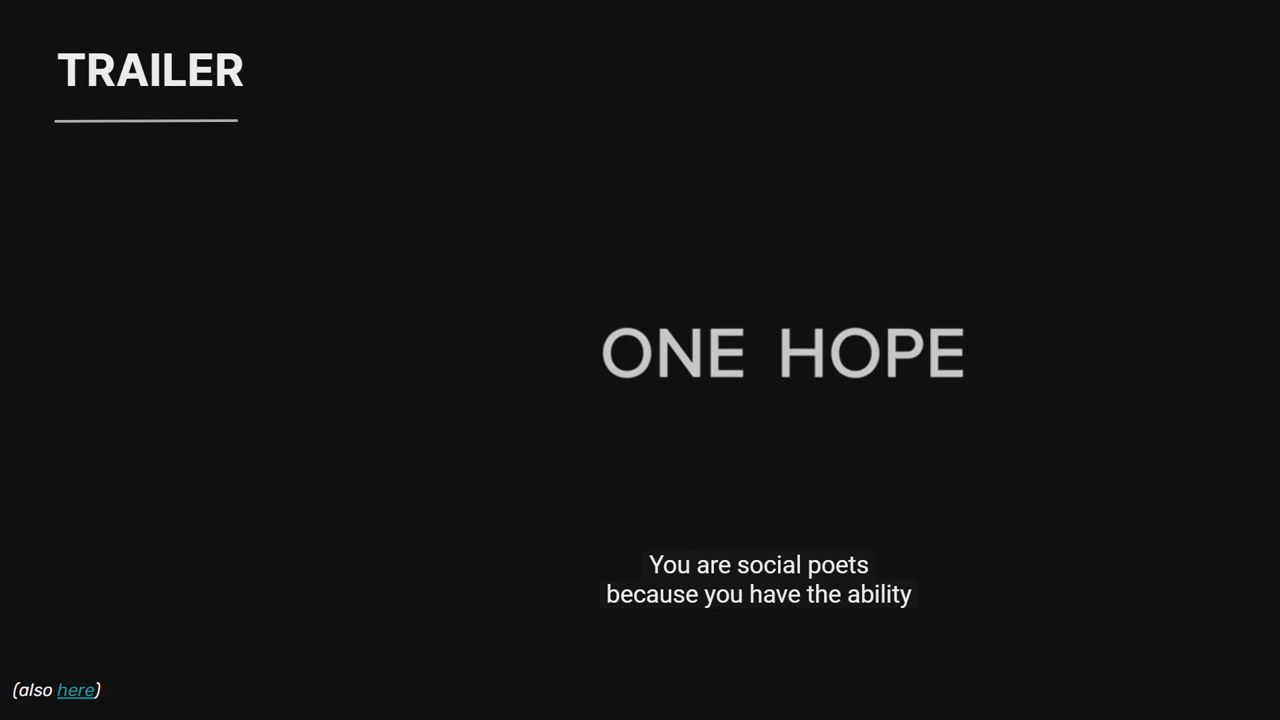 TRAILER
ONE HOPE
You are social poets
because you have the ability
(also here)